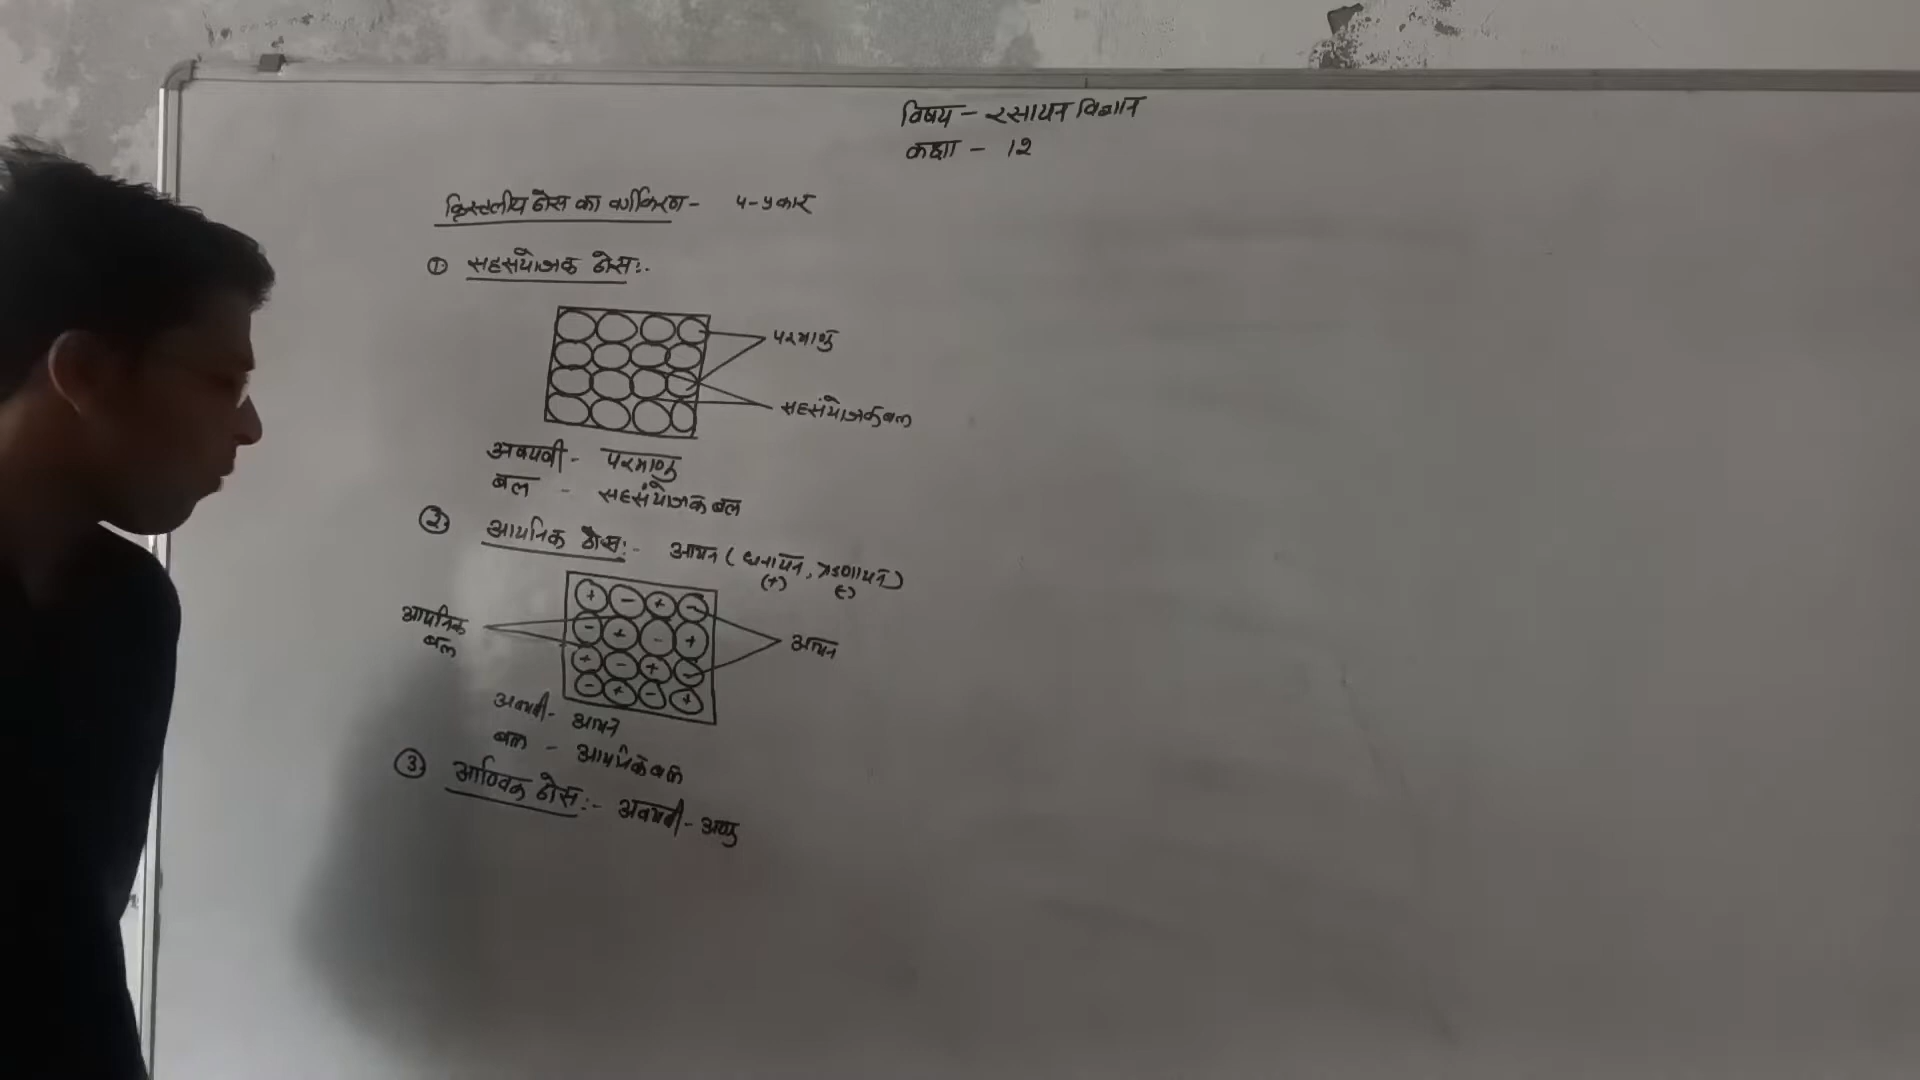 विषय - रसायन विज्ञान
कक्षा - 12
क्रिस्टलीय ठोस का वर्गीकरण - ५-प्रकार
① सहसंयोजक ठोस :-
परमाणु
सहसंयोजक बल
अवयवी - परमाणु
बल - सहसंयोजक बल
② आयनिक ठोस :- आयन ( धनायन, ऋणायन )
(+) (-)
+ - + -
- + - +
+ - + -
- + - +
आयनिक
बल
आयन
अवयवी - आयन
बल - आयनिक बल
③ आण्विक ठोस :- अवयवी - अणु